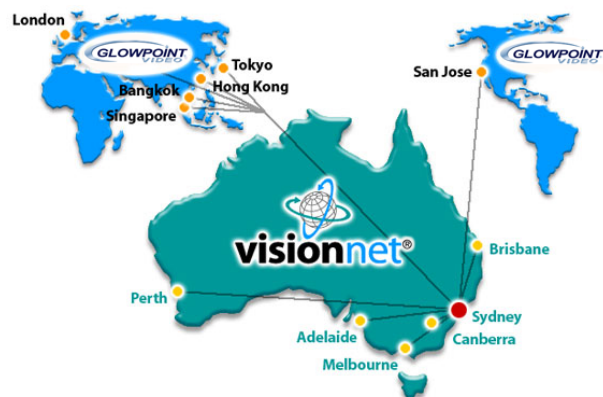 London
GLOWPOINT
VIDEO
Tokyo
Hong Kong
Bangkok
Singapore
San Jose
GLOWPOINT
VIDEO
visionnet®
Brisbane
Perth
Sydney
Adelaide
Canberra
Melbourne